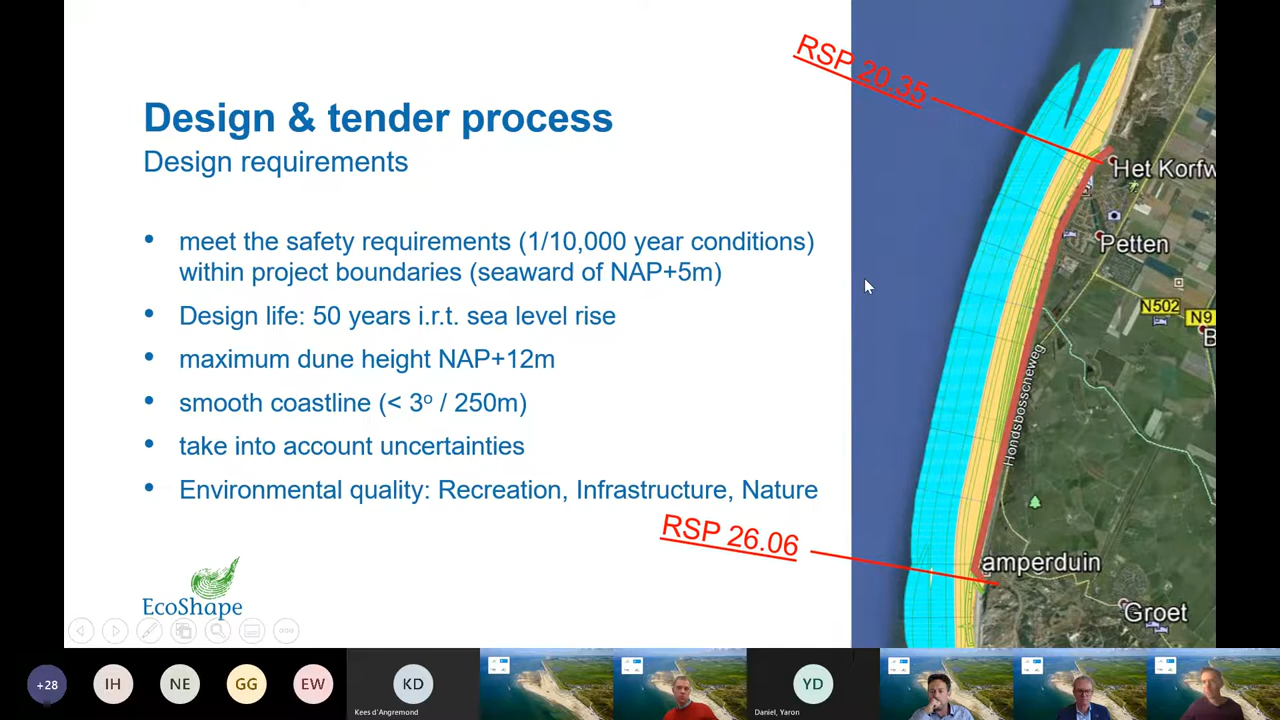 Design & tender process
Design requirements
• meet the safety requirements (1/10,000 year conditions)
within project boundaries (seaward of NAP+5m)
• Design life: 50 years i.r.t. sea level rise
• maximum dune height NAP+12m
• smooth coastline (< 3º / 250m)
• take into account uncertainties
• Environmental quality: Recreation, Infrastructure, Nature
EcoShape
RSP 20.35
Het Korfw
Petten
N502
N9
B
Hondsbosscheweg
RSP 26.06
amperduin
Groet
+28
IH
NE
GG
EW
KD
Kees d'Angremond
YD
Daniel, Yaron